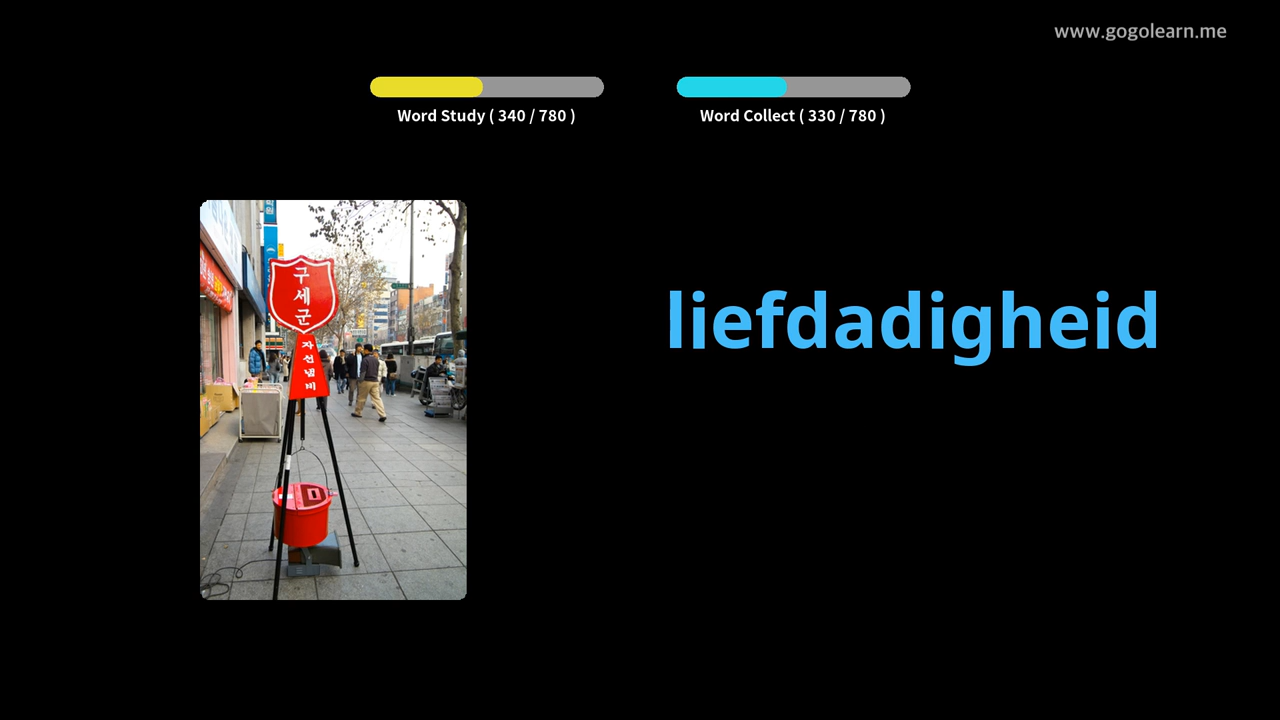 www.gogolearn.me
Word Study ( 340 / 780 )
Word Collect ( 330 / 780 )
liefdadigheid
구세군
자선냄비